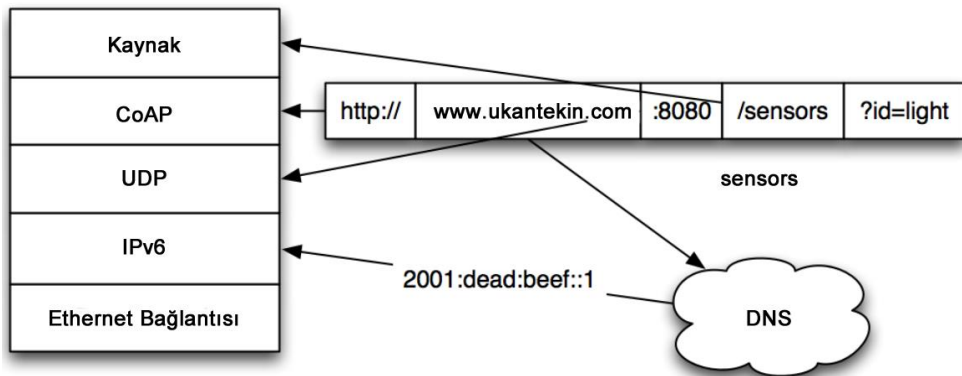 Kaynak
CoAP
UDP
IPv6
Ethernet Bağlantısı
http:// www.ukantekin.com :8080 /sensors ?id=light
sensors
2001:dead:beef::1
DNS